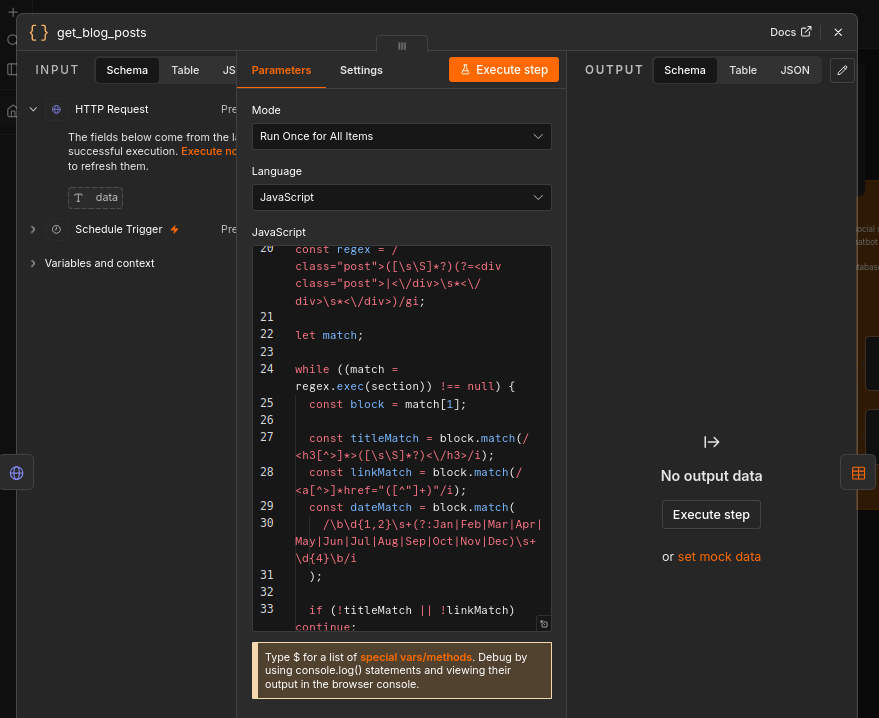 {} get_blog_posts
Docs
INPUT
Schema
Table
JS
HTTP Request
Pre
The fields below come from the la
successful execution. Execute no
to refresh them.
T data
Schedule Trigger
Pre
Variables and context
Parameters
Settings
Execute step
Mode
Run Once for All Items
Language
JavaScript
JavaScript
20 const regex = /
class="post">([\s\S]*?)(?=<div
class="post">|<\/div>\s*<\/
div>\s*<\/div>)/gi;
21
22 let match;
23
24 while ((match =
regex.exec(section)) !== null) {
25 const block = match[1];
26
27 const titleMatch = block.match(/
<h3[^>]*>([\s\S]*?)<\/h3>/i);
28 const linkMatch = block.match(/
<a[^>]*href="([^"]+)"/i);
29 const dateMatch = block.match(
30 /\b\d{1,2}\s+(?:Jan|Feb|Mar|Apr|
May|Jun|Jul|Aug|Sep|Oct|Nov|Dec)\s+
\d{4}\b/i
31 );
32
33 if (!titleMatch || !linkMatch)
continue;
Type $ for a list of special vars/methods. Debug by
using console.log() statements and viewing their
output in the browser console.
OUTPUT
Schema
Table
JSON
No output data
Execute step
or set mock data
ocial
atbot
tabas